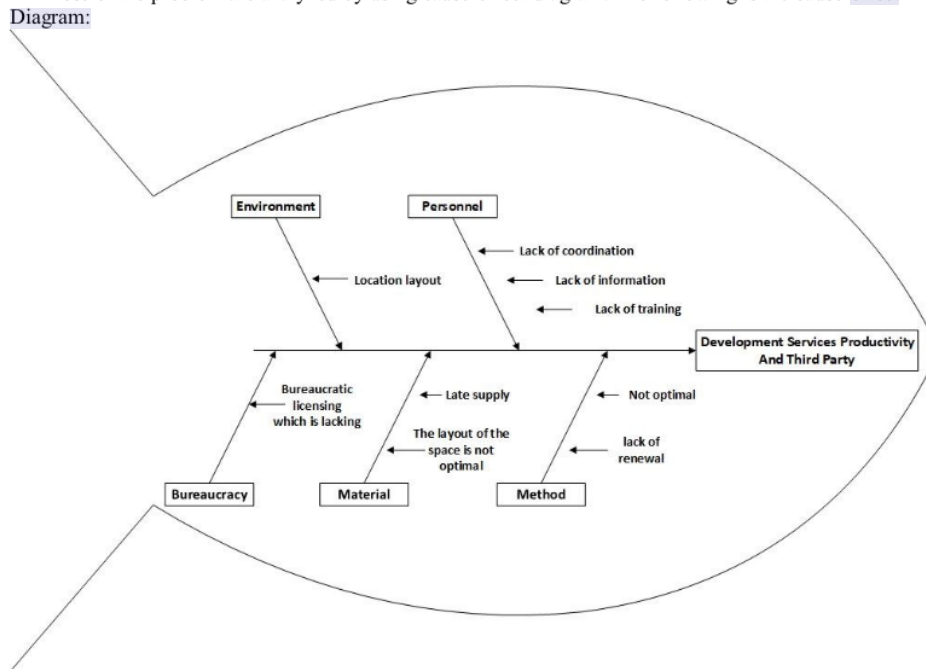 Diagram:
Environment
Personnel
Lack of coordination
Location layout
Lack of information
Lack of training
Development Services Productivity
And Third Party
Bureaucratic
licensing
which is lacking
Late supply
Not optimal
The layout of the
space is not
optimal
lack of
renewal
Bureaucracy
Material
Method